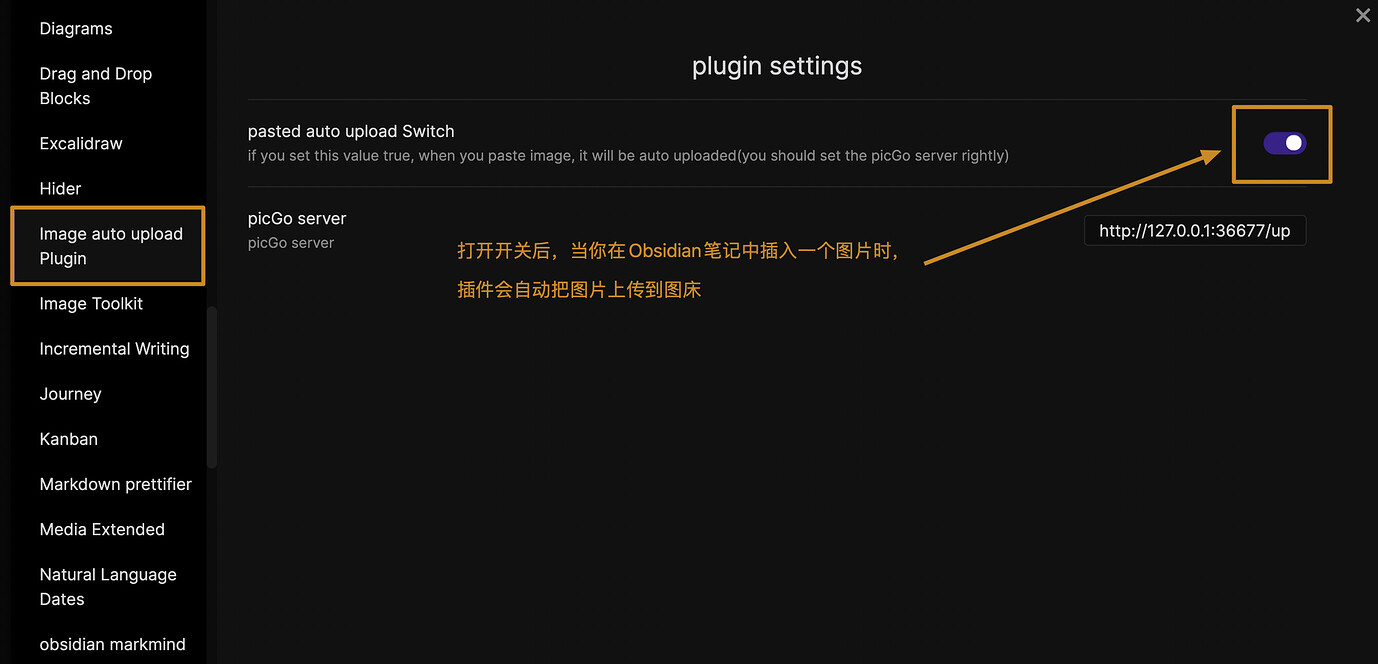 Diagrams
Drag and Drop
Blocks
Excalidraw
Hider
Image auto upload
Plugin
Image Toolkit
Incremental Writing
Journey
Kanban
Markdown prettifier
Media Extended
Natural Language
Dates
obsidian markmind
plugin settings
pasted auto upload Switch
if you set this value true, when you paste image, it will be auto uploaded(you should set the picGo server rightly)
picGo server
picGo server
http://127.0.0.1:36677/up
打开开关后，当你在Obsidian笔记中插入一个图片时，
插件会自动把图片上传到图床